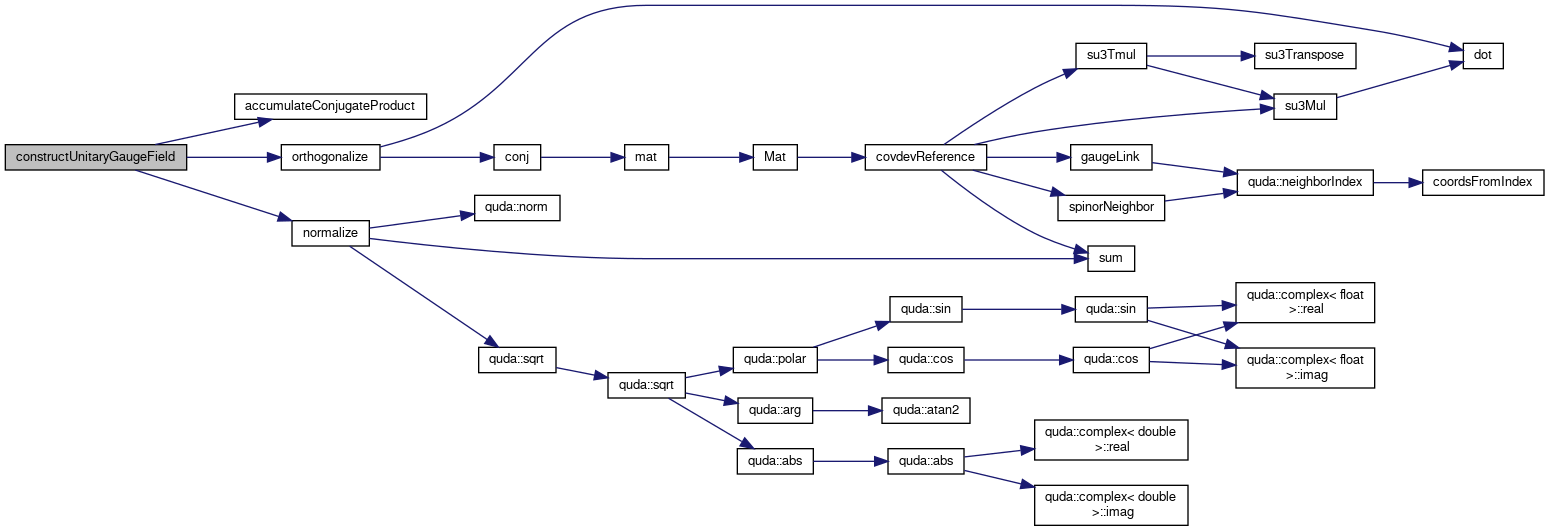 su3Tmul
su3Transpose
dot
accumulateConjugateProduct
su3Mul
constructUnitaryGaugeField
orthogonalize
conj
mat
Mat
covdevReference
gaugeLink
quda::neighborIndex
coordsFromIndex
quda::norm
spinorNeighbor
normalize
sum
quda::sin
quda::sin
quda::complex< float
>::real
quda::sqrt
quda::polar
quda::cos
quda::cos
quda::complex< float
>::imag
quda::sqrt
quda::arg
quda::atan2
quda::abs
quda::abs
quda::complex< double
>::real
quda::complex< double
>::imag